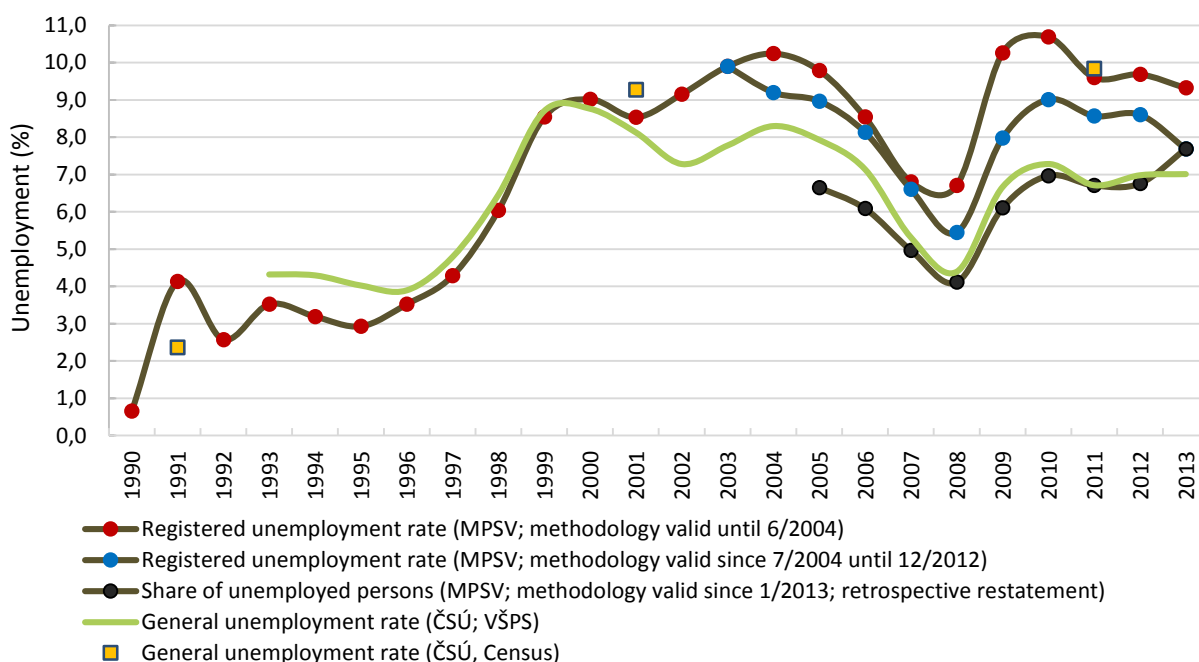 Unemployment (%)
11,0
10,0
9,0
8,0
7,0
6,0
5,0
4,0
3,0
2,0
1,0
0,0
1990 1991 1992 1993 1994 1995 1996 1997 1998 1999 2000 2001 2002 2003 2004 2005 2006 2007 2008 2009 2010 2011 2012 2013
Registered unemployment rate (MPSV; methodology valid until 6/2004)
Registered unemployment rate (MPSV; methodology valid since 7/2004 until 12/2012)
Share of unemployed persons (MPSV; methodology valid since 1/2013; retrospective restatement)
General unemployment rate (ČSÚ; VŠPS)
General unemployment rate (ČSÚ, Census)